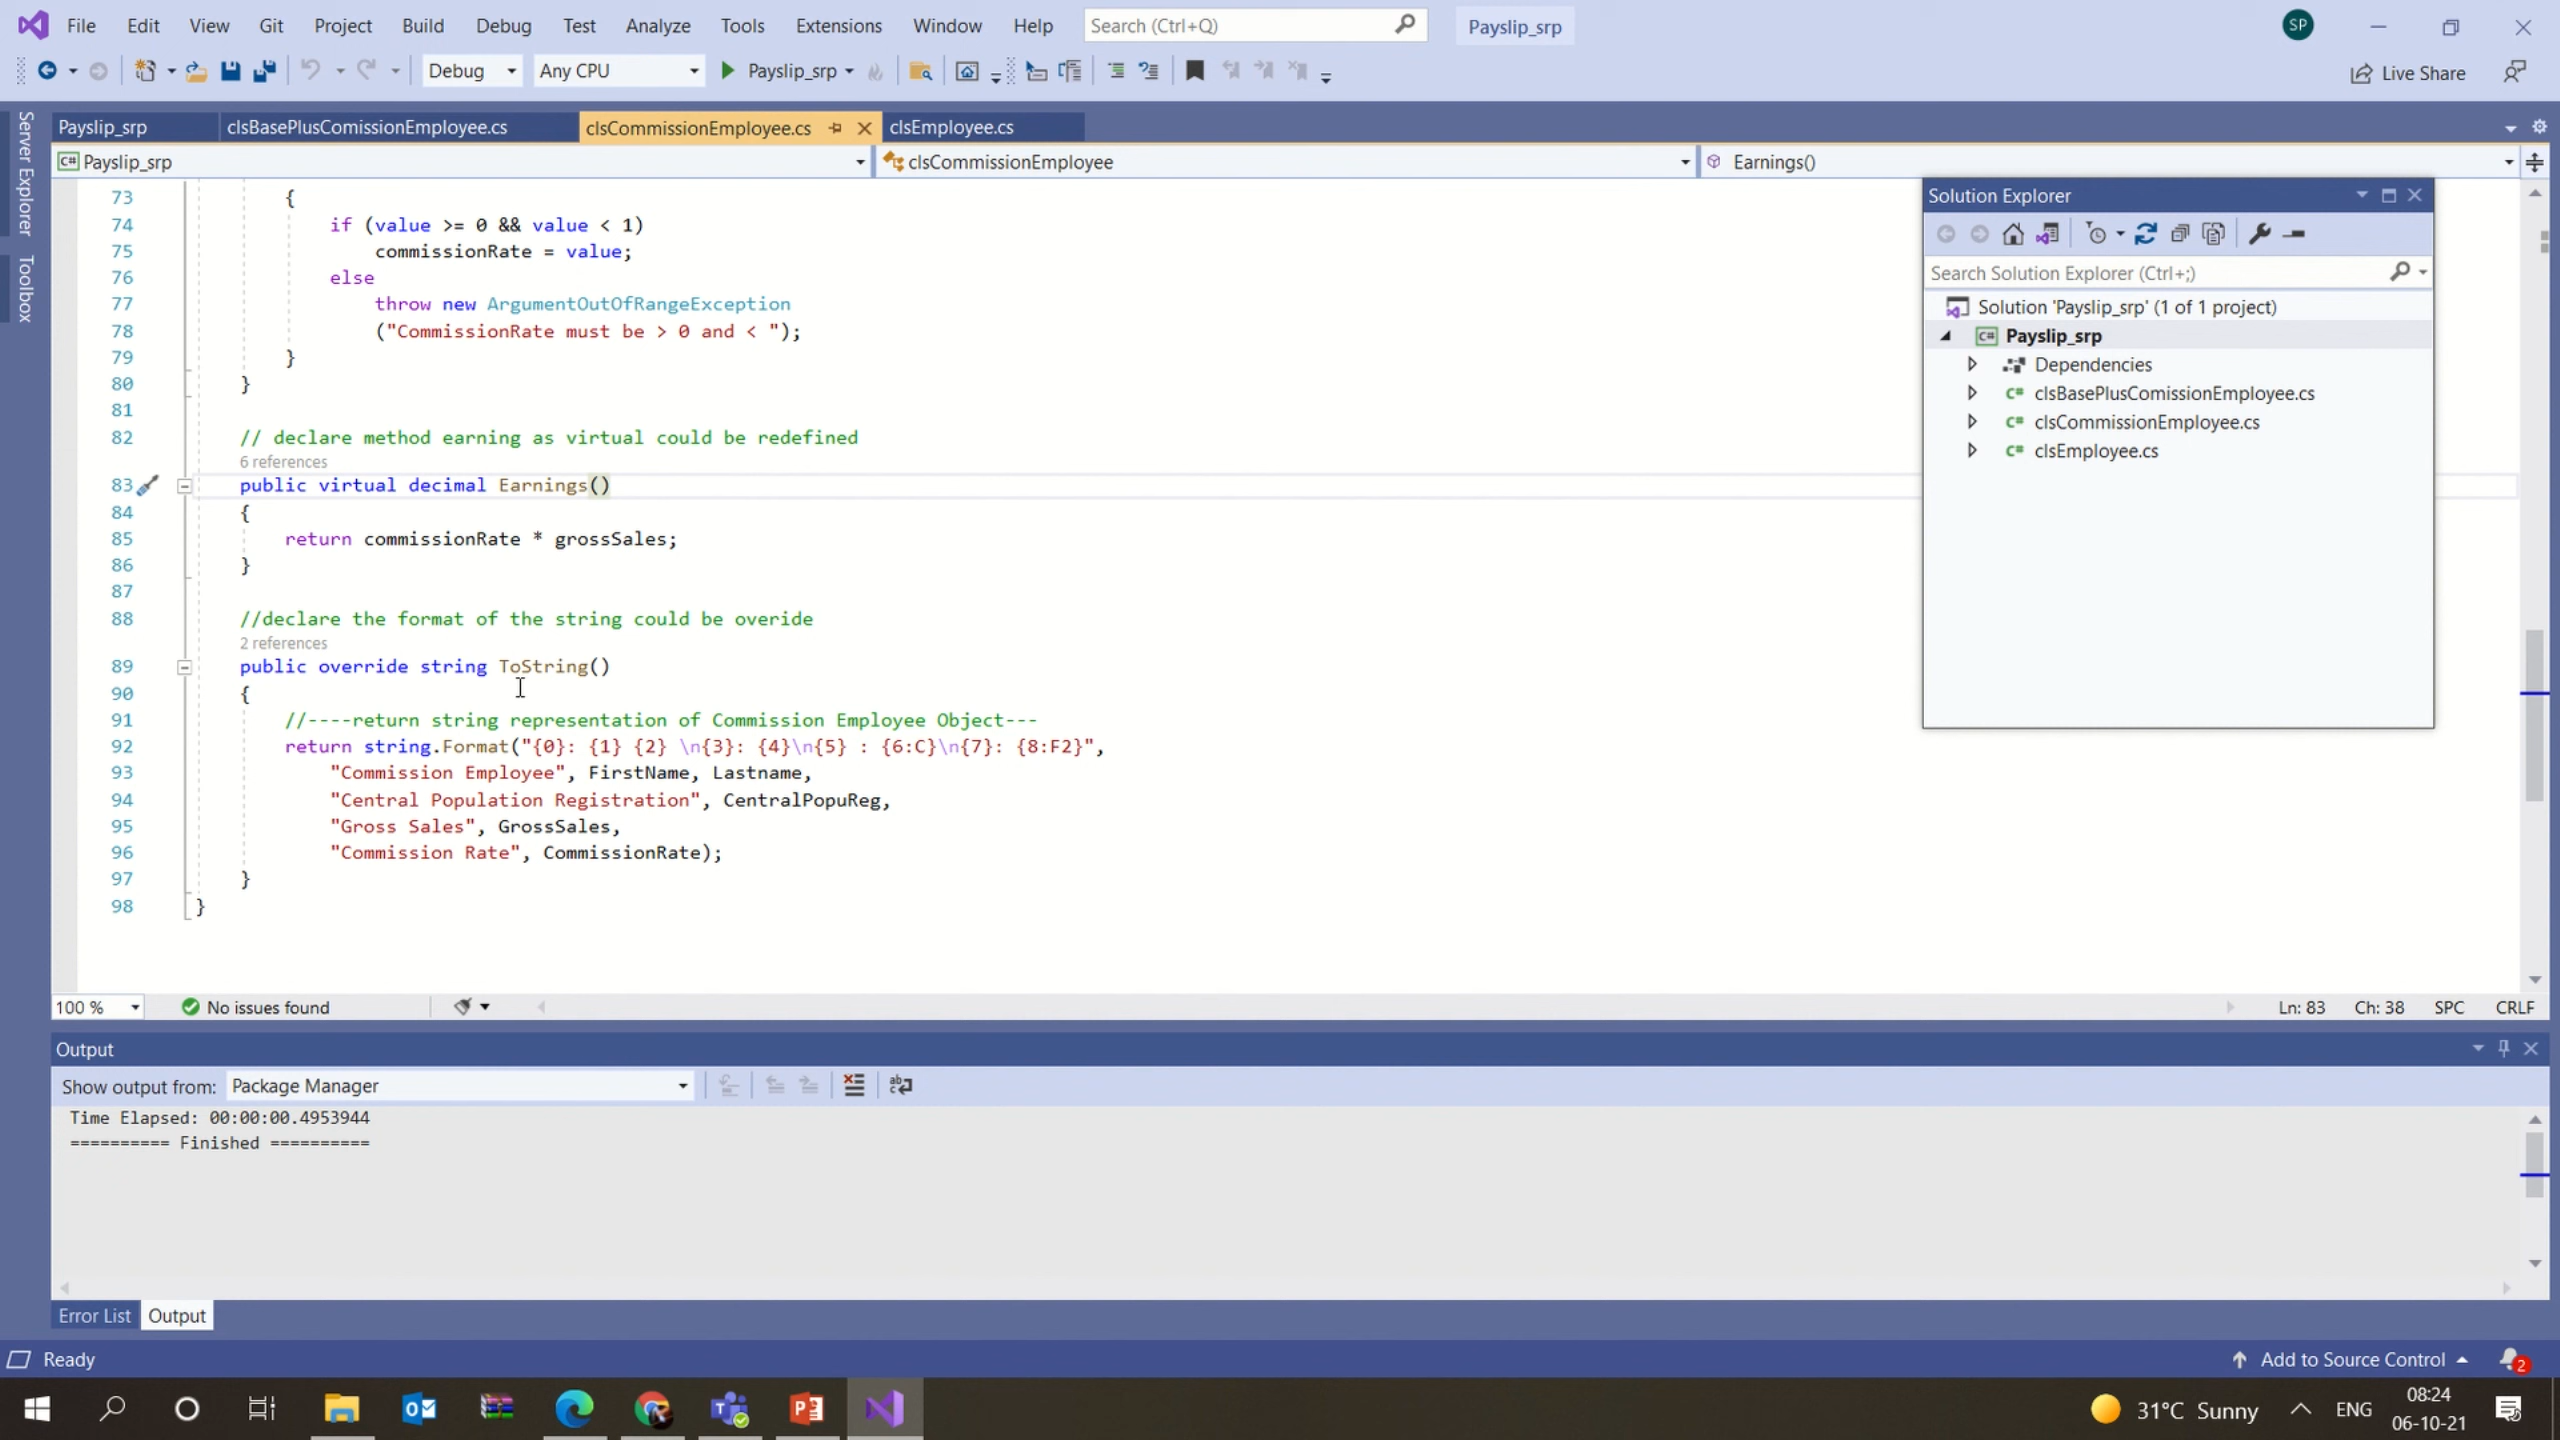 File Edit View Git Project Build Debug Test Analyze Tools Extensions Window Help Search (Ctrl+Q) Payslip_srp SP
Debug Any CPU Payslip_srp Live Share
Server Explorer
Toolbox
Payslip_srp clsBasePlusComissionEmployee.cs clsCommissionEmployee.cs clsEmployee.cs
C# Payslip_srp clsCommissionEmployee Earnings()
73 {
74 if (value >= 0 && value < 1)
75 commissionRate = value;
76 else
77 throw new ArgumentOutOfRangeException
78 ("CommissionRate must be > 0 and < ");
79 }
80 }
81
82 // declare method earning as virtual could be redefined
6 references
83 public virtual decimal Earnings()
84 {
85 return commissionRate * grossSales;
86 }
87
88 //declare the format of the string could be overide
2 references
89 public override string ToString()
90 {
91 //----return string representation of Commission Employee Object---
92 return string.Format("{0}: {1} {2} \n{3}: {4}\n{5} : {6:C}\n{7}: {8:F2}",
93 "Commission Employee", FirstName, Lastname,
94 "Central Population Registration", CentralPopuReg,
95 "Gross Sales", GrossSales,
96 "Commission Rate", CommissionRate);
97 }
98 }
Solution Explorer
Search Solution Explorer (Ctrl+;)
Solution 'Payslip_srp' (1 of 1 project)
C# Payslip_srp
Dependencies
C# clsBasePlusComissionEmployee.cs
C# clsCommissionEmployee.cs
C# clsEmployee.cs
100 % No issues found Ln: 83 Ch: 38 SPC CRLF
Output
Show output from: Package Manager
Time Elapsed: 00:00:00.4953944
========== Finished ==========
Error List Output
Ready Add to Source Control 2
31°C Sunny ENG 08:24
06-10-21